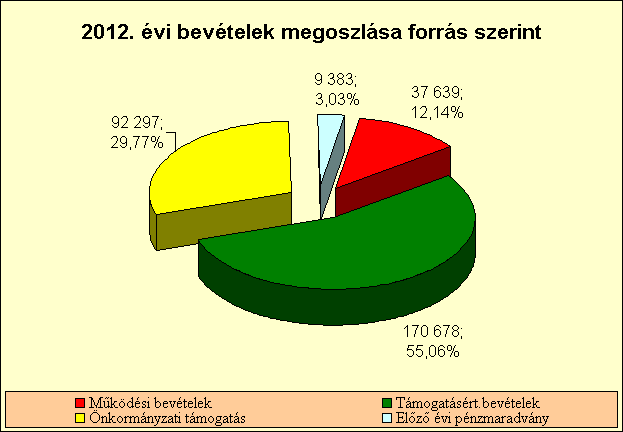 2012. évi bevételek megoszlása forrás szerint
9 383;
3,03%
37 639;
12,14%
92 297;
29,77%
170 678;
55,06%
Működési bevételek
Támogatásért.bevételek
Önkormányzati támogatás
Előző évi pénzmaradvány